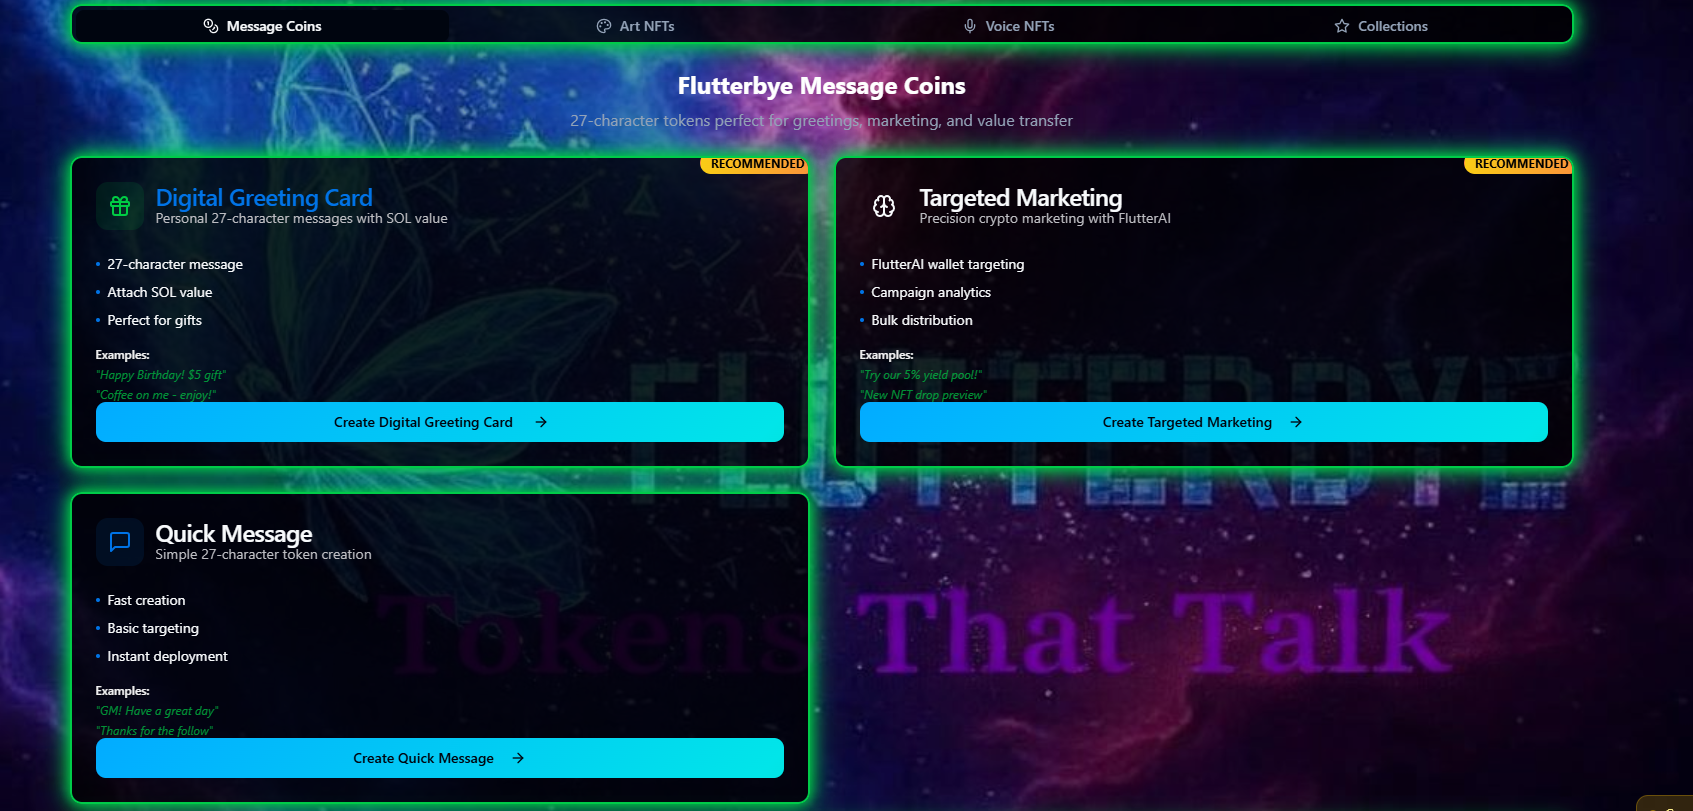 Message Coins
Art NFTs
Voice NFTs
Collections
Flutterbye Message Coins
27-character tokens perfect for greetings, marketing, and value transfer
RECOMMENDED
Digital Greeting Card
Personal 27-character messages with SOL value
• 27-character message
• Attach SOL value
• Perfect for gifts
Examples:
"Happy Birthday! $5 gift"
"Coffee on me - enjoy!"
Create Digital Greeting Card →
RECOMMENDED
Targeted Marketing
Precision crypto marketing with FlutterAI
• FlutterAI wallet targeting
• Campaign analytics
• Bulk distribution
Examples:
"Try our 5% yield pool!"
"New NFT drop preview"
Create Targeted Marketing →
FLUTTERBYE
Quick Message
Simple 27-character token creation
• Fast creation
• Basic targeting
• Instant deployment
Examples:
"GM! Have a great day"
"Thanks for the follow"
Create Quick Message →
Tokens That Talk